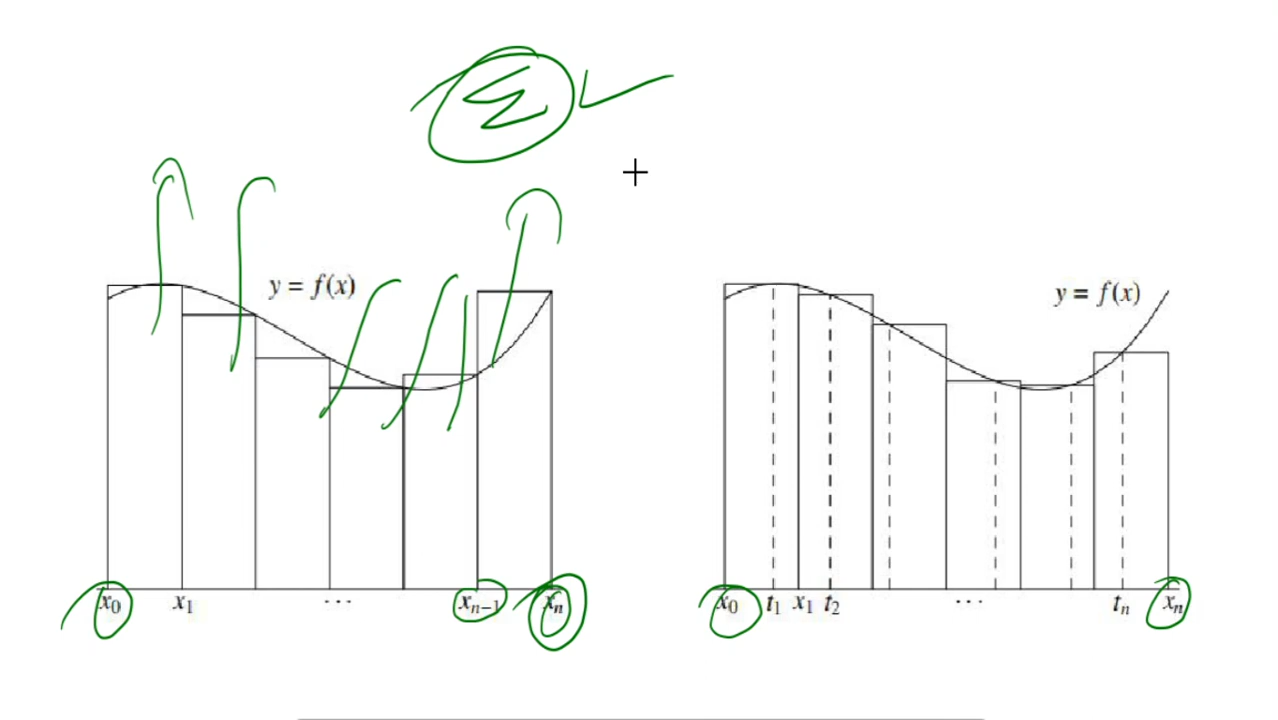 Σ
y = f(x)
x₀ x₁ ... xₙ₋₁ xₙ
y = f(x)
x₀ t₁ x₁ t₂ ... tₙ xₙ